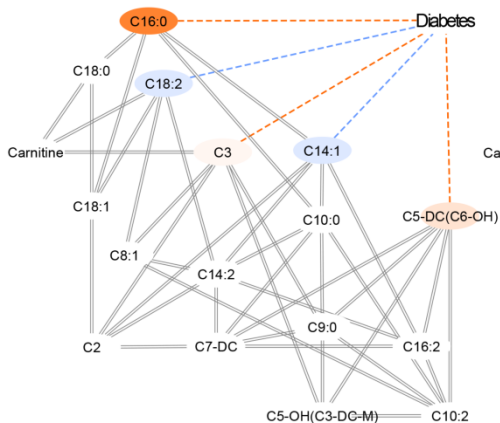 C16:0
Diabetes
C18:0
C18:2
Carnitine
C3
C14:1
Ca
C18:1
C10:0
C5-DC(C6-OH)
C8:1
C14:2
C9:0
C2
C7-DC
C16:2
C5-OH(C3-DC-M)
C10:2